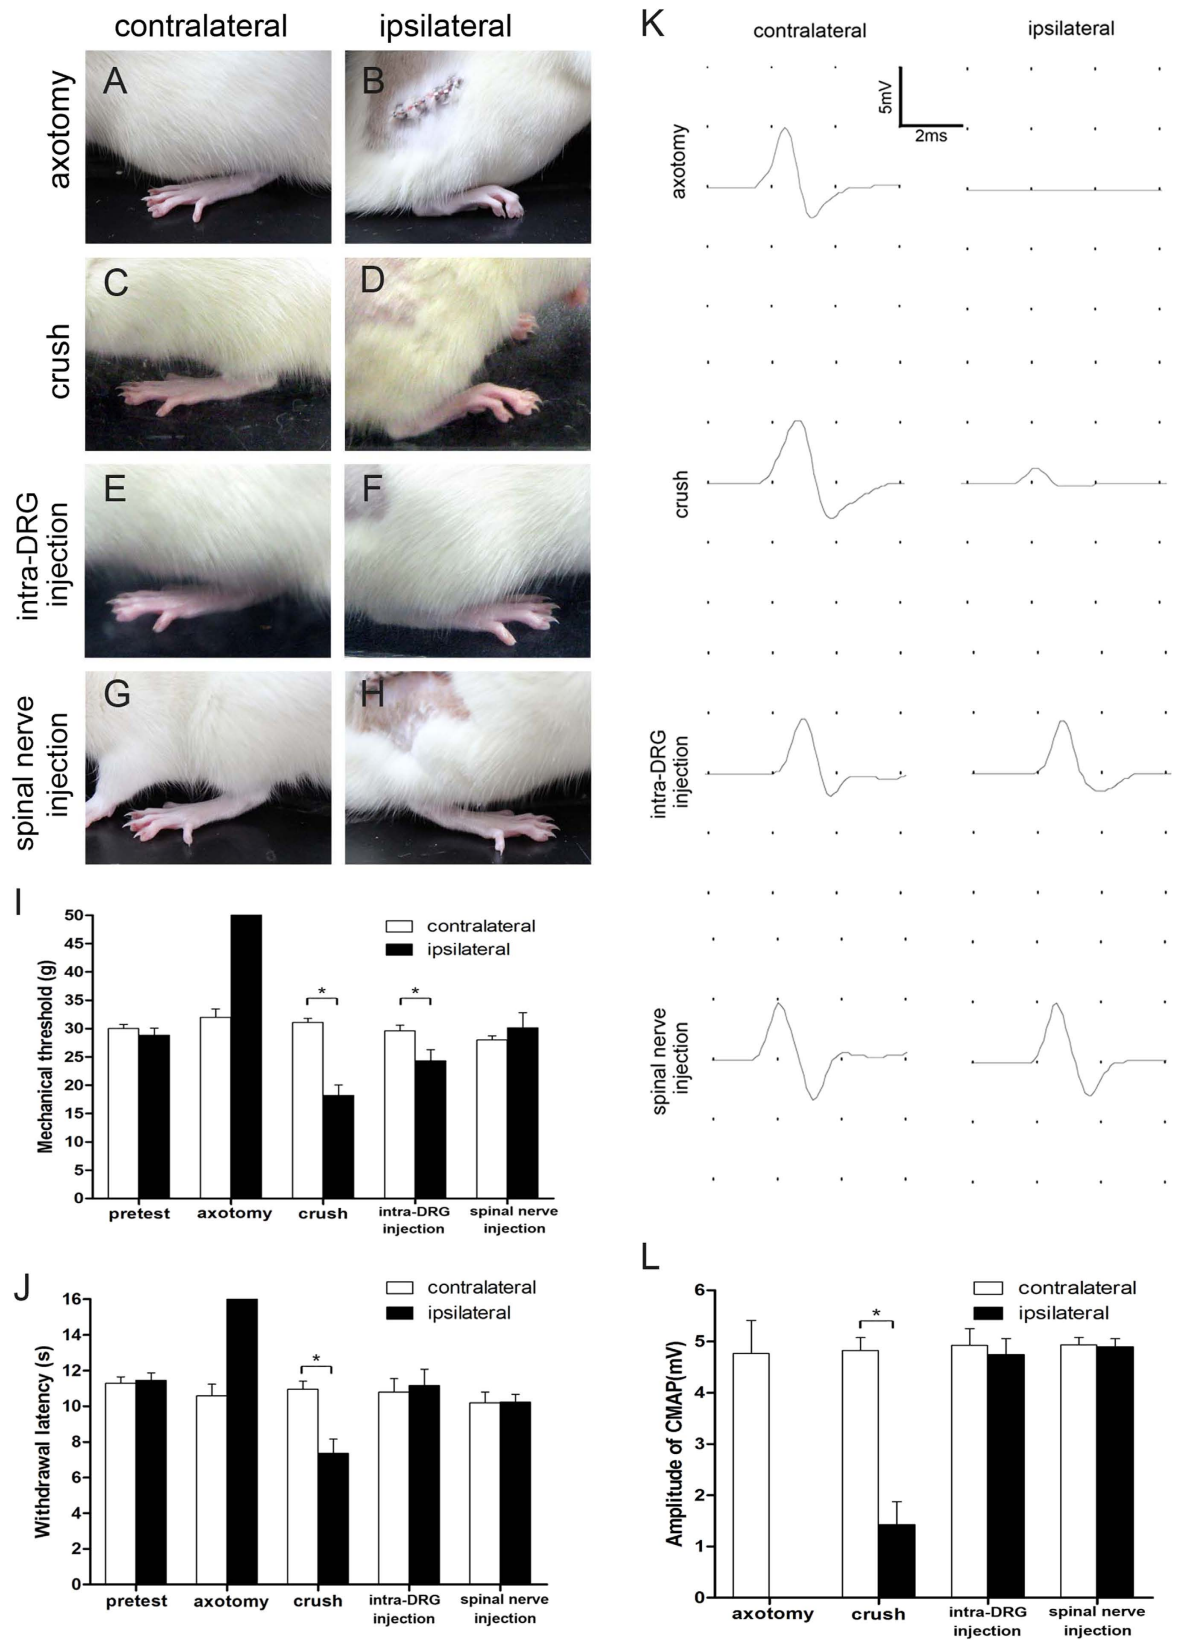 contralateral ipsilateral
axotomy
A B
crush
C D
intra-DRG
injection
E F
spinal nerve
injection
G H
I
Mechanical threshold (g)
50
45
40
35
30
25
20
15
10
5
0
contralateral
ipsilateral
* *
pretest axotomy crush intra-DRG injection spinal nerve injection
J
Withdrawal latency (s)
16
14
12
10
8
6
4
2
0
contralateral
ipsilateral
*
pretest axotomy crush intra-DRG injection spinal nerve injection
K
contralateral ipsilateral
5mV
2ms
axotomy
crush
intra-DRG
injection
spinal nerve
injection
L
Amplitude of CMAP(mV)
6
5
4
3
2
1
0
contralateral
ipsilateral
*
axotomy crush intra-DRG injection spinal nerve injection